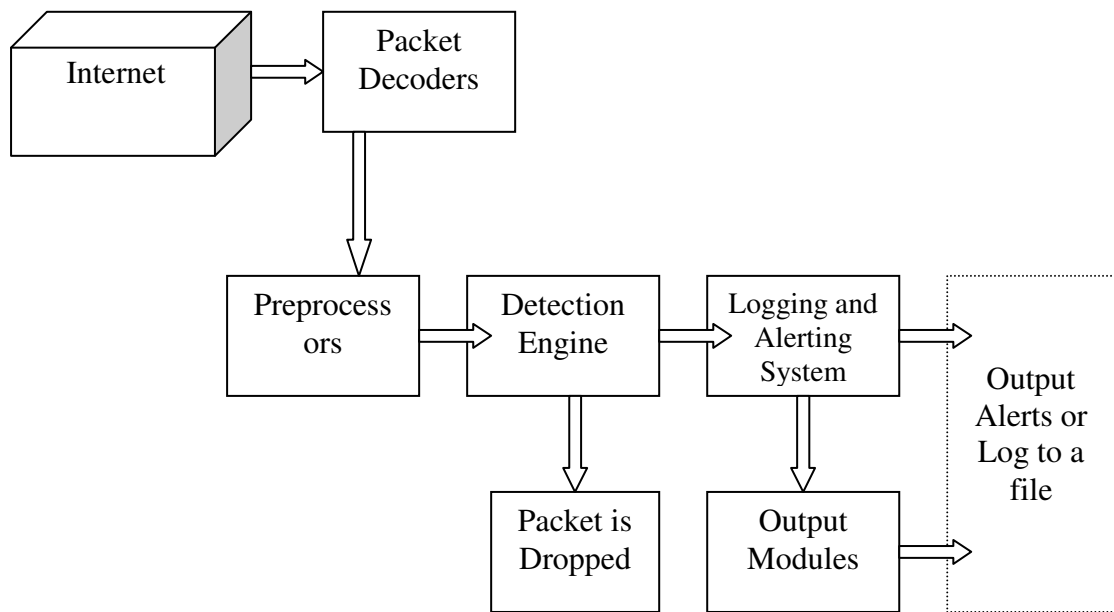 Internet
Packet
Decoders
Preprocess
ors
Detection
Engine
Logging and
Alerting
System
Output
Alerts or
Log to a
file
Packet is
Dropped
Output
Modules